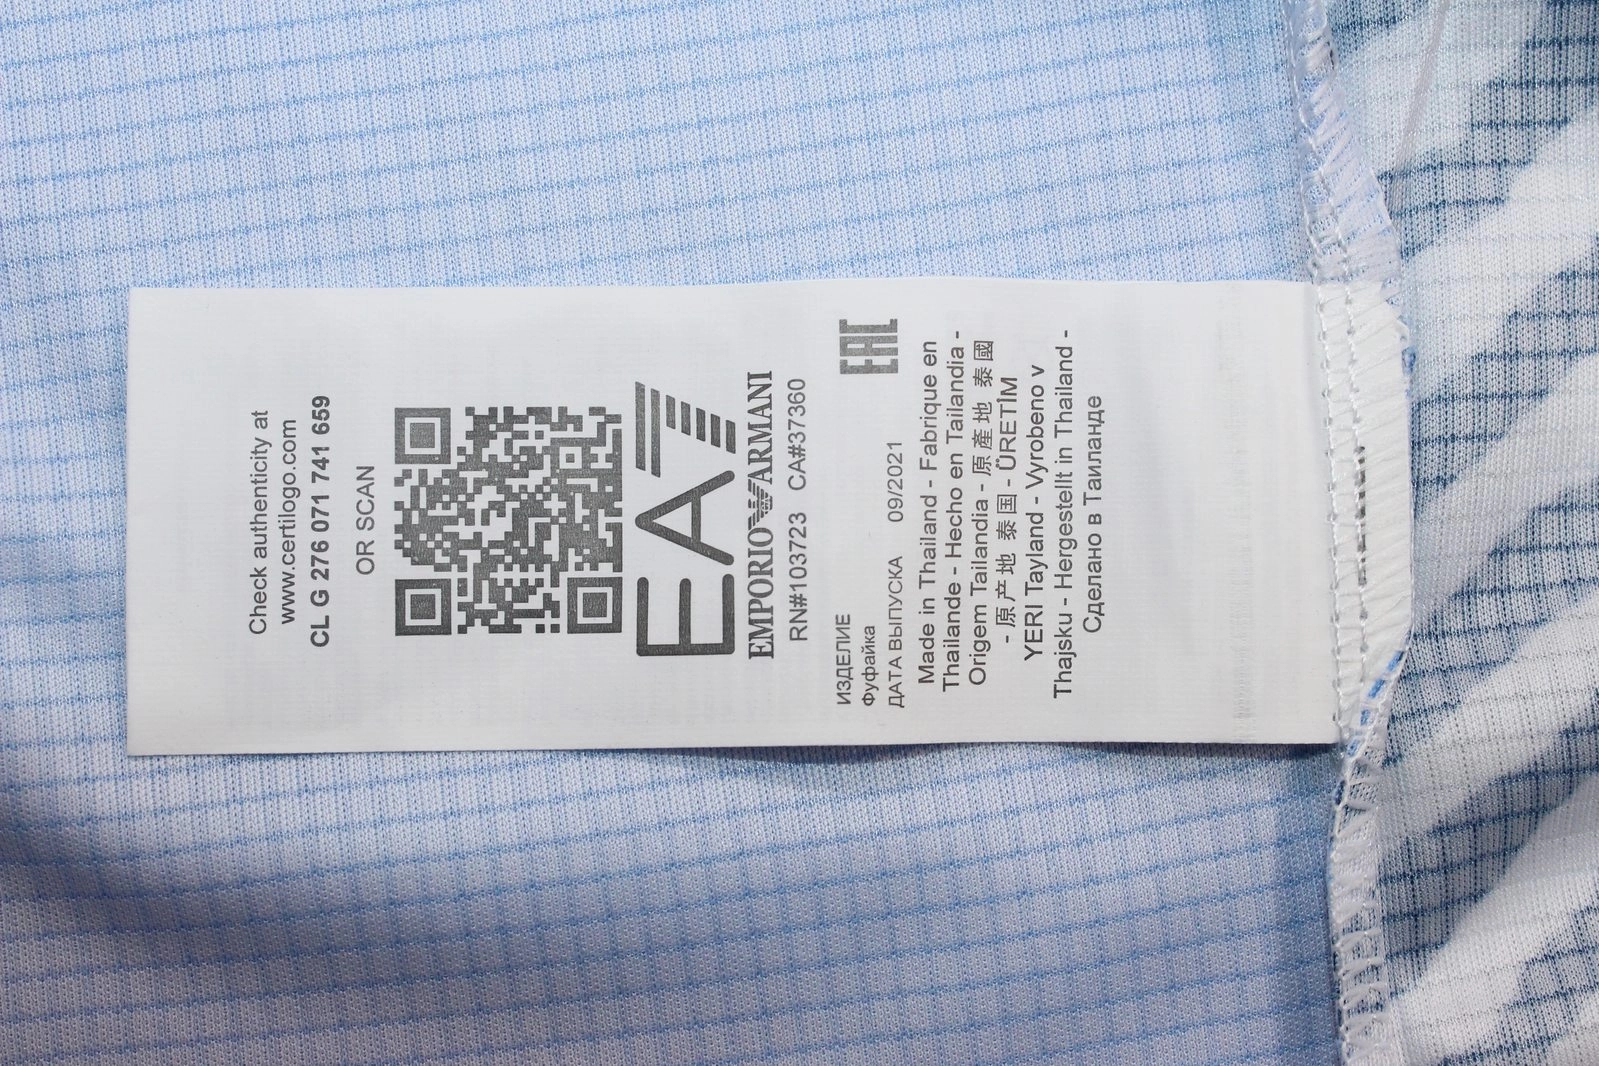 Check authenticity at
www.certilogo.com
CL G 276 071 741 659
OR SCAN
EA7
EMPORIO ARMANI
RN#103723 CA#37360
EAC
ИЗДЕЛИЕ
Фуфайка
ДАТА ВЫПУСКА 09/2021
Made in Thailand - Fabriqué en
Thaïlande - Hecho en Tailandia -
Origem Tailandia - 原產地 泰國
- 原产地 泰国 - ÜRETİM
YERI Tayland - Vyrobeno v
Thajsku - Hergestellt in Thailand -
Сделано в Таиланде